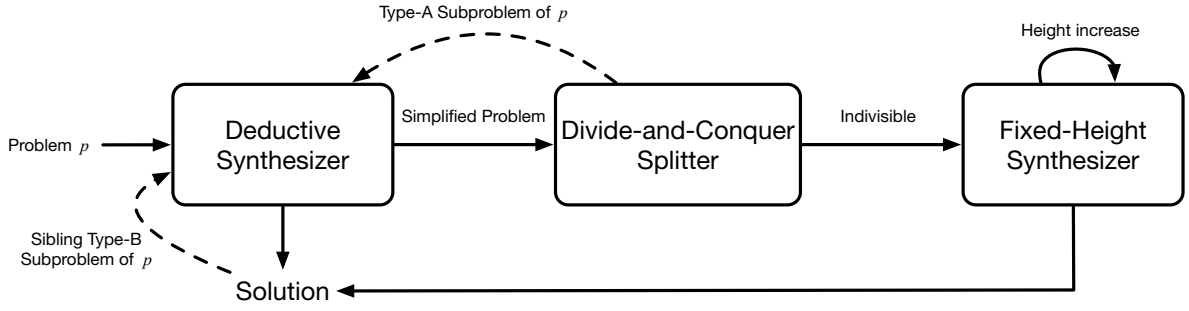 Type-A Subproblem of p
Height increase
Problem p
Deductive
Synthesizer
Simplified Problem
Divide-and-Conquer
Splitter
Indivisible
Fixed-Height
Synthesizer
Sibling Type-B
Subproblem of p
Solution